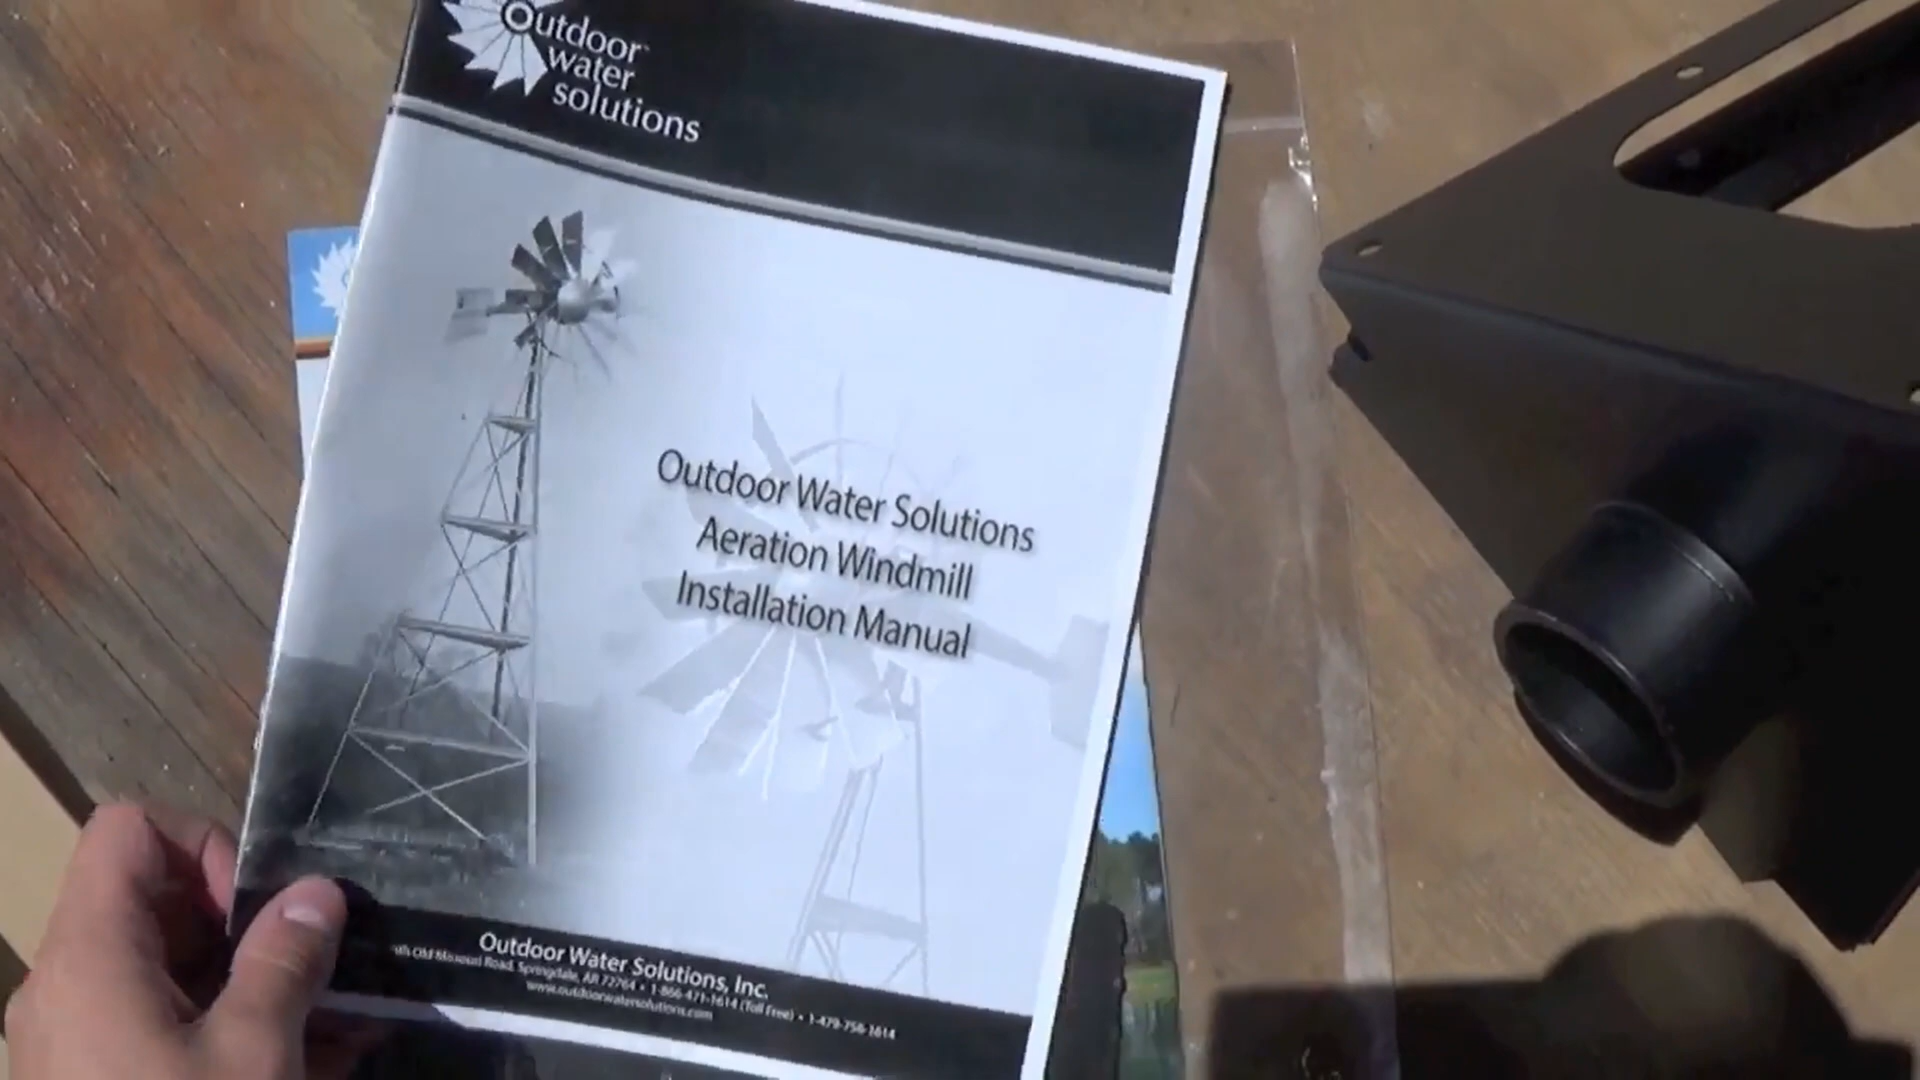 Outdoor
water
solutions
Outdoor Water Solutions
Aeration Windmill
Installation Manual
Outdoor Water Solutions, Inc.
Old Missouri Road, Springdale, AR 72764 • 1-866-471-1614 (Toll Free) • 1-479-756-1614
www.outdoorwatersolutions.com